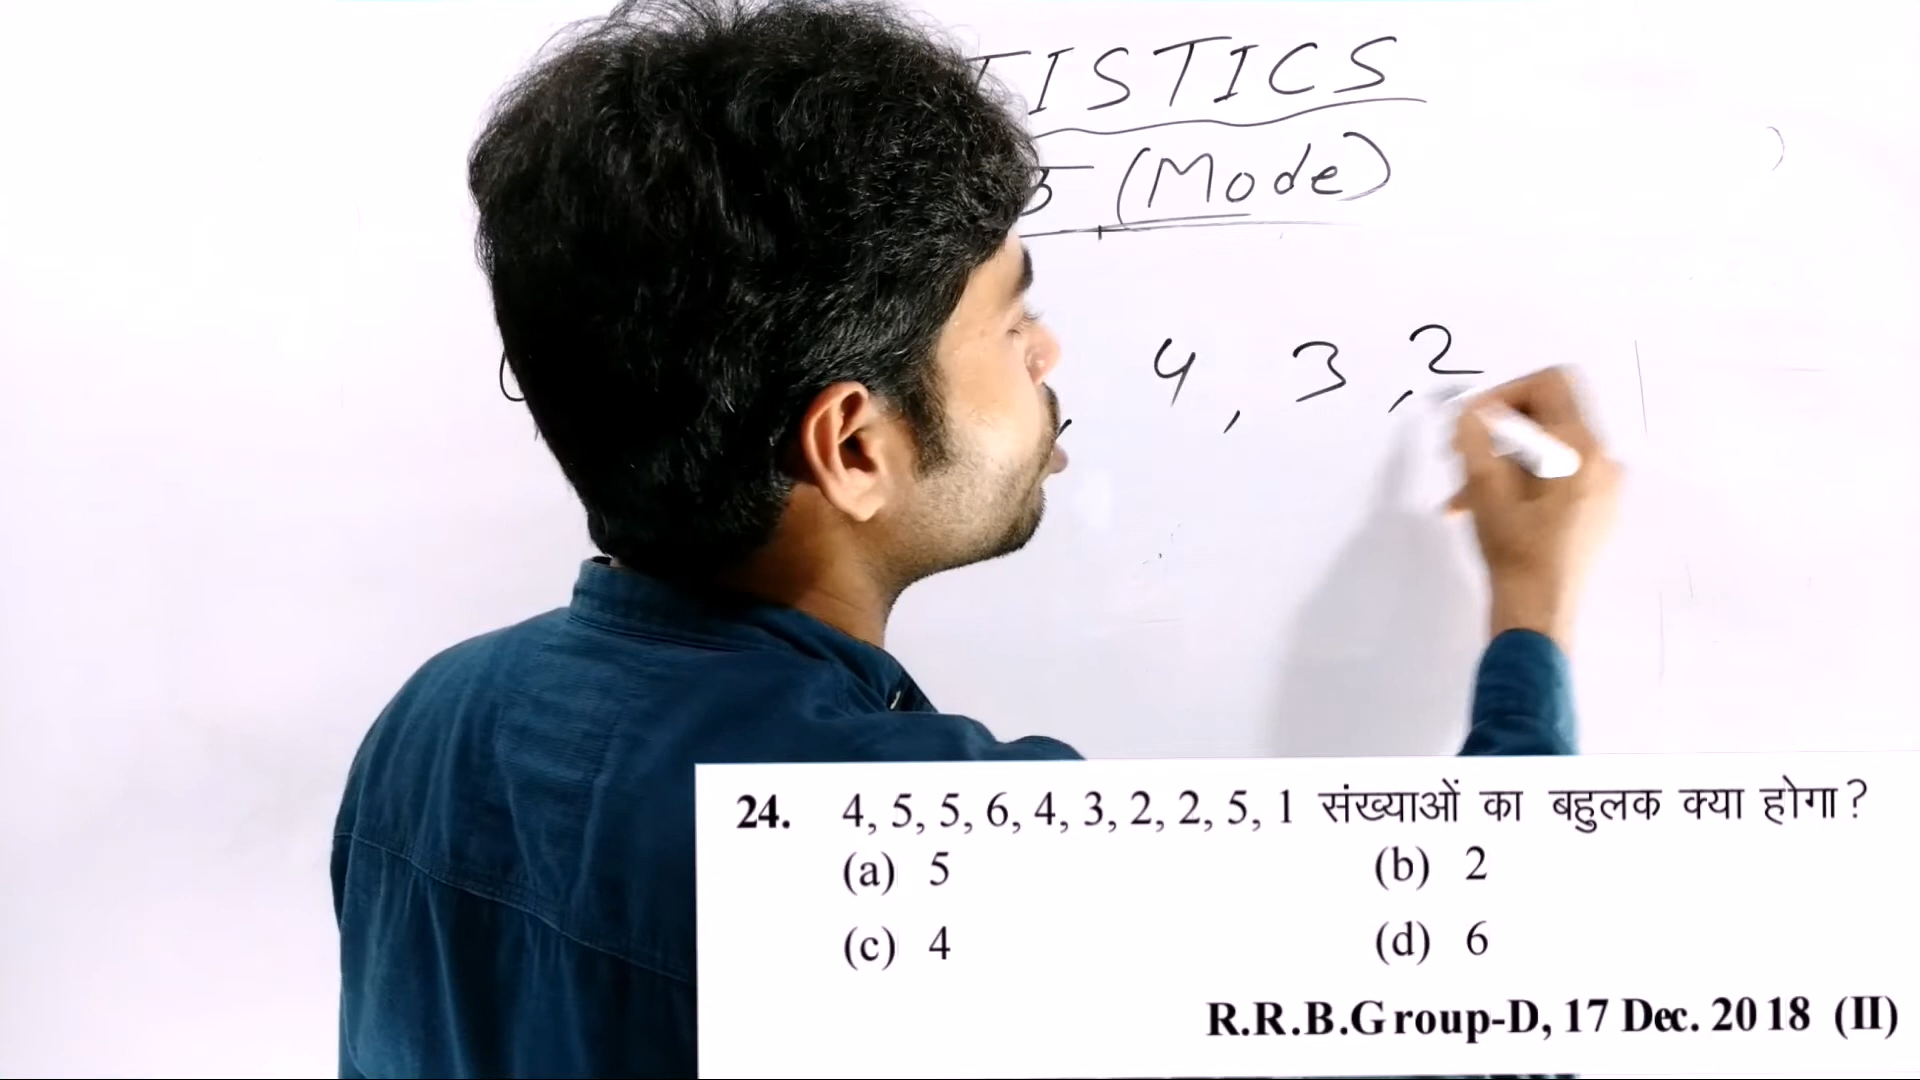 TISTICS
(Mode)
4, 3, 2
24. 4, 5, 5, 6, 4, 3, 2, 2, 5, 1 संख्याओं का बहुलक क्या होगा?
(a) 5 (b) 2
(c) 4 (d) 6
R.R.B.Group-D, 17 Dec. 2018 (II)